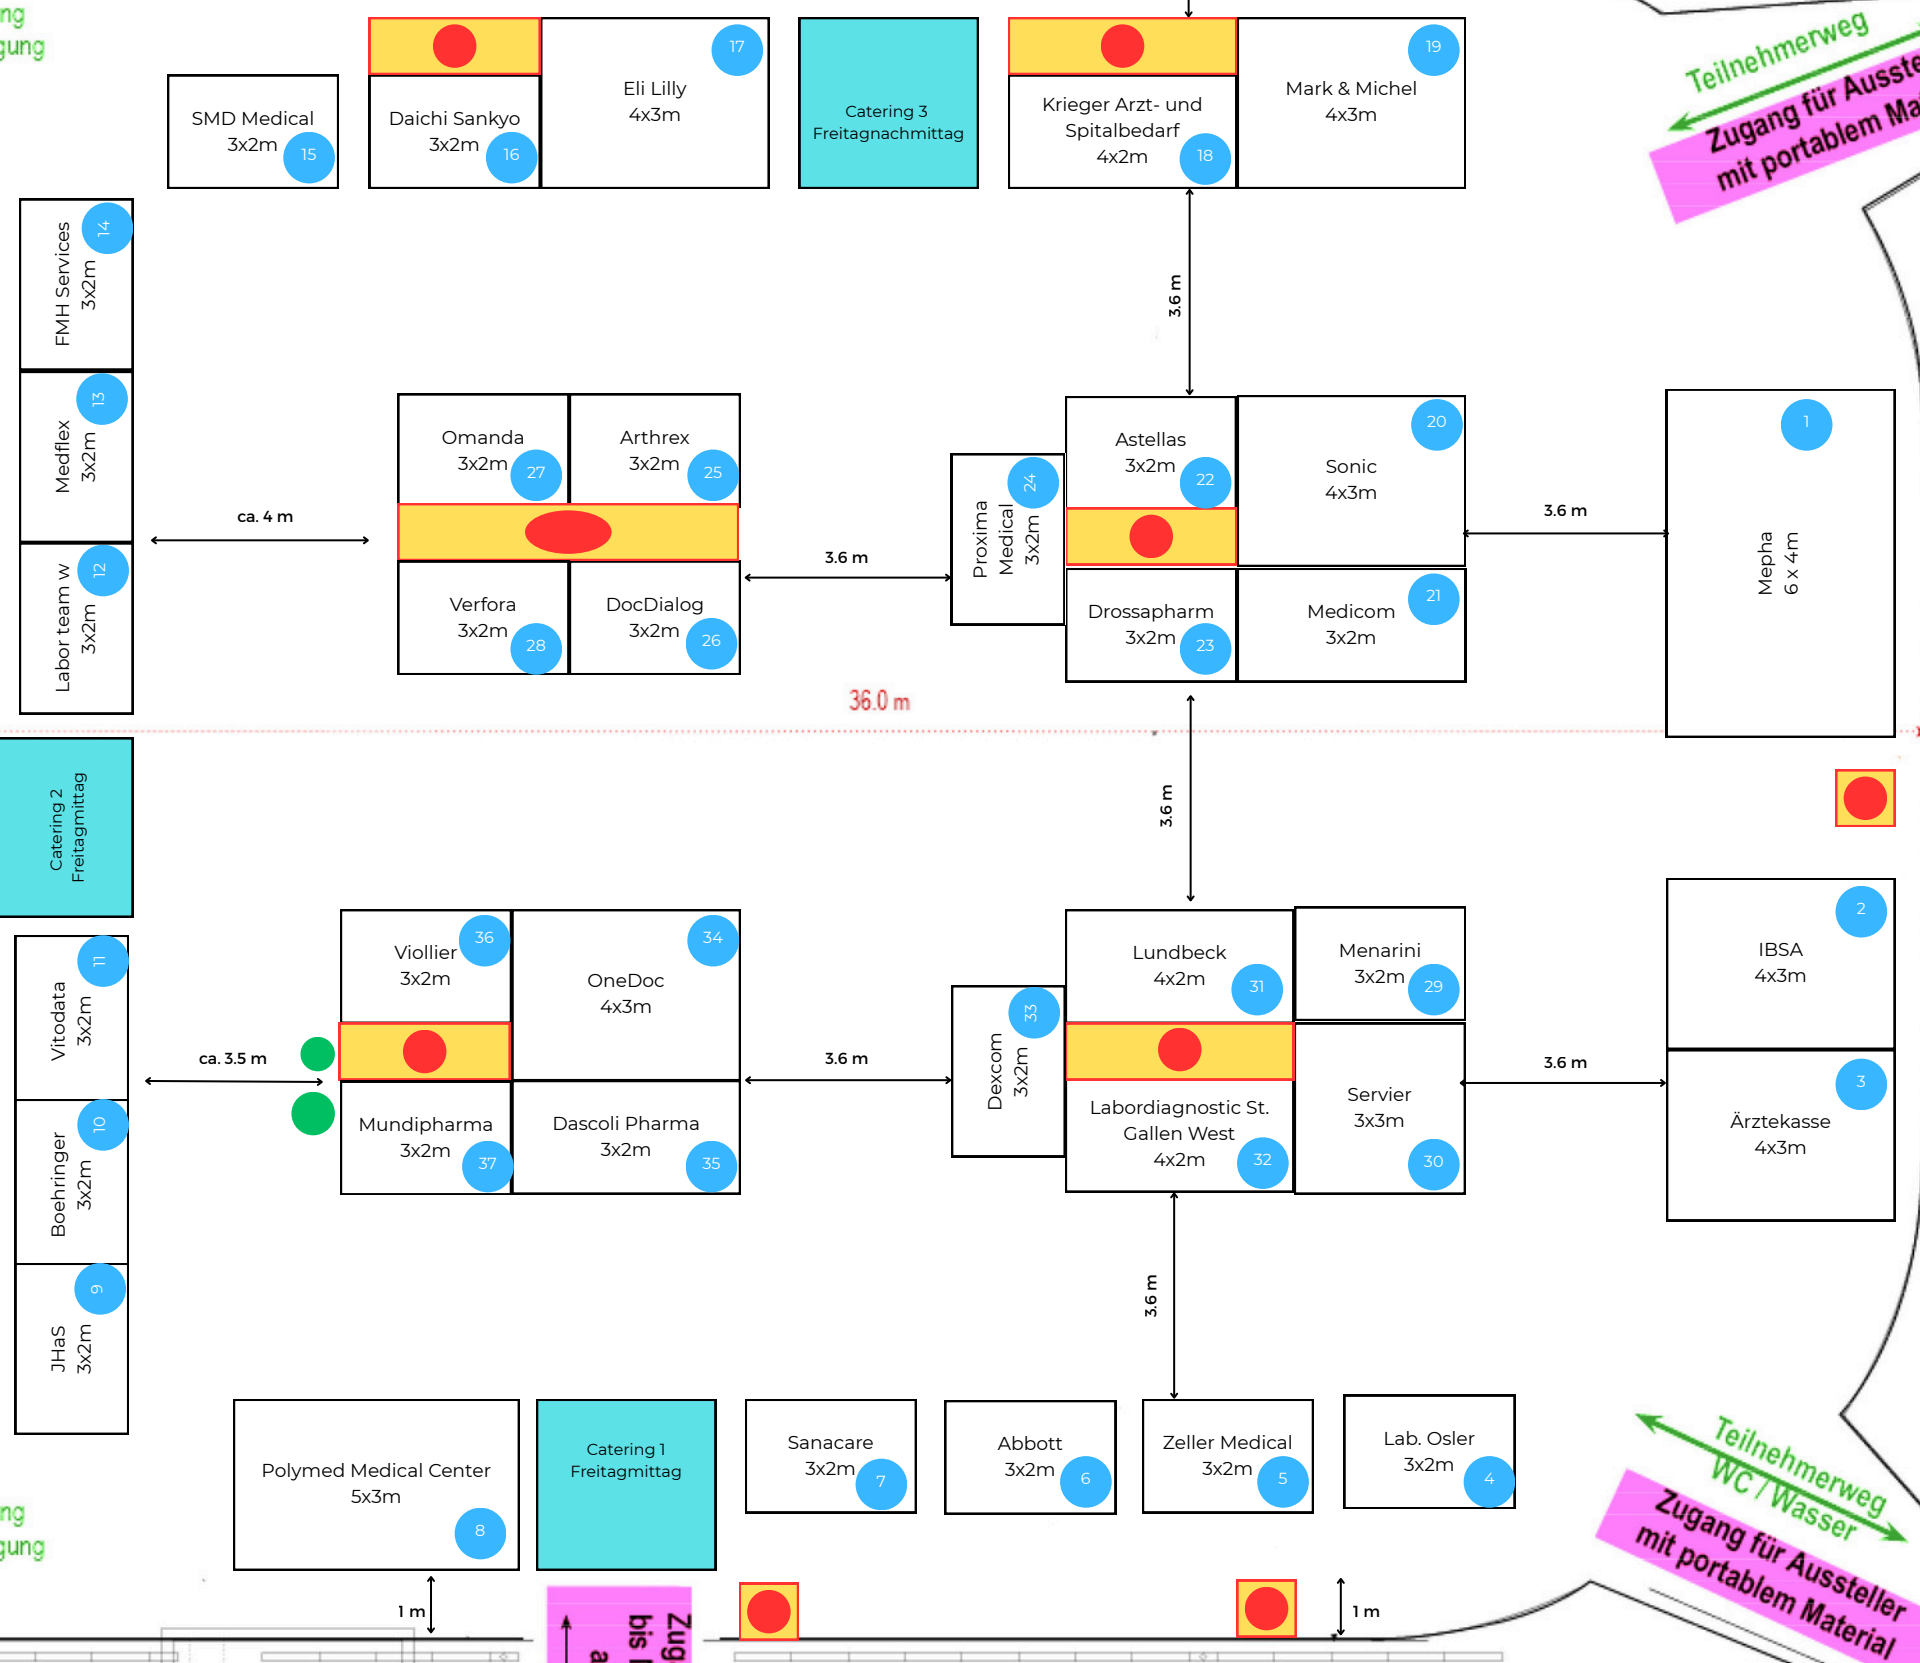 ng
gung
17
Eli Lilly
4x3m
SMD Medical
3x2m
15
Daichi Sankyo
3x2m
16
Catering 3
Freitagnachmittag
Krieger Arzt- und
Spitalbedarf
4x2m
18
19
Mark & Michel
4x3m
Teilnehmerweg
Zugang für Ausste
mit portablem Ma
14
FMH Services
3x2m
13
Medflex
3x2m
12
Labor team w
3x2m
3.6 m
Omanda
3x2m
27
Arthrex
3x2m
25
Verfora
3x2m
28
DocDialog
3x2m
26
ca. 4 m
3.6 m
24
Proxima
Medical
3x2m
Astellas
3x2m
22
20
Sonic
4x3m
Drossapharm
3x2m
23
Medicom
3x2m
21
3.6 m
1
Mepha
6 x 4m
36.0 m
3.6 m
Catering 2
Freitagmittag
11
Vitodata
3x2m
10
Boehringer
3x2m
9
JHaS
3x2m
ca. 3.5 m
Viollier
3x2m
36
OneDoc
4x3m
34
Mundipharma
3x2m
37
Dascoli Pharma
3x2m
35
3.6 m
33
Dexcom
3x2m
Lundbeck
4x2m
31
Menarini
3x2m
29
Labordiagnostic St.
Gallen West
4x2m
32
Servier
3x3m
30
3.6 m
2
IBSA
4x3m
3
Ärztekasse
4x3m
3.6 m
Polymed Medical Center
5x3m
8
Catering 1
Freitagmittag
Sanacare
3x2m
7
Abbott
3x2m
6
Zeller Medical
3x2m
5
Lab. Osler
3x2m
4
Teilnehmerweg
WC / Wasser
Zugang für Aussteller
mit portablem Material
ng
gung
1 m
Zug
bis
a
1 m